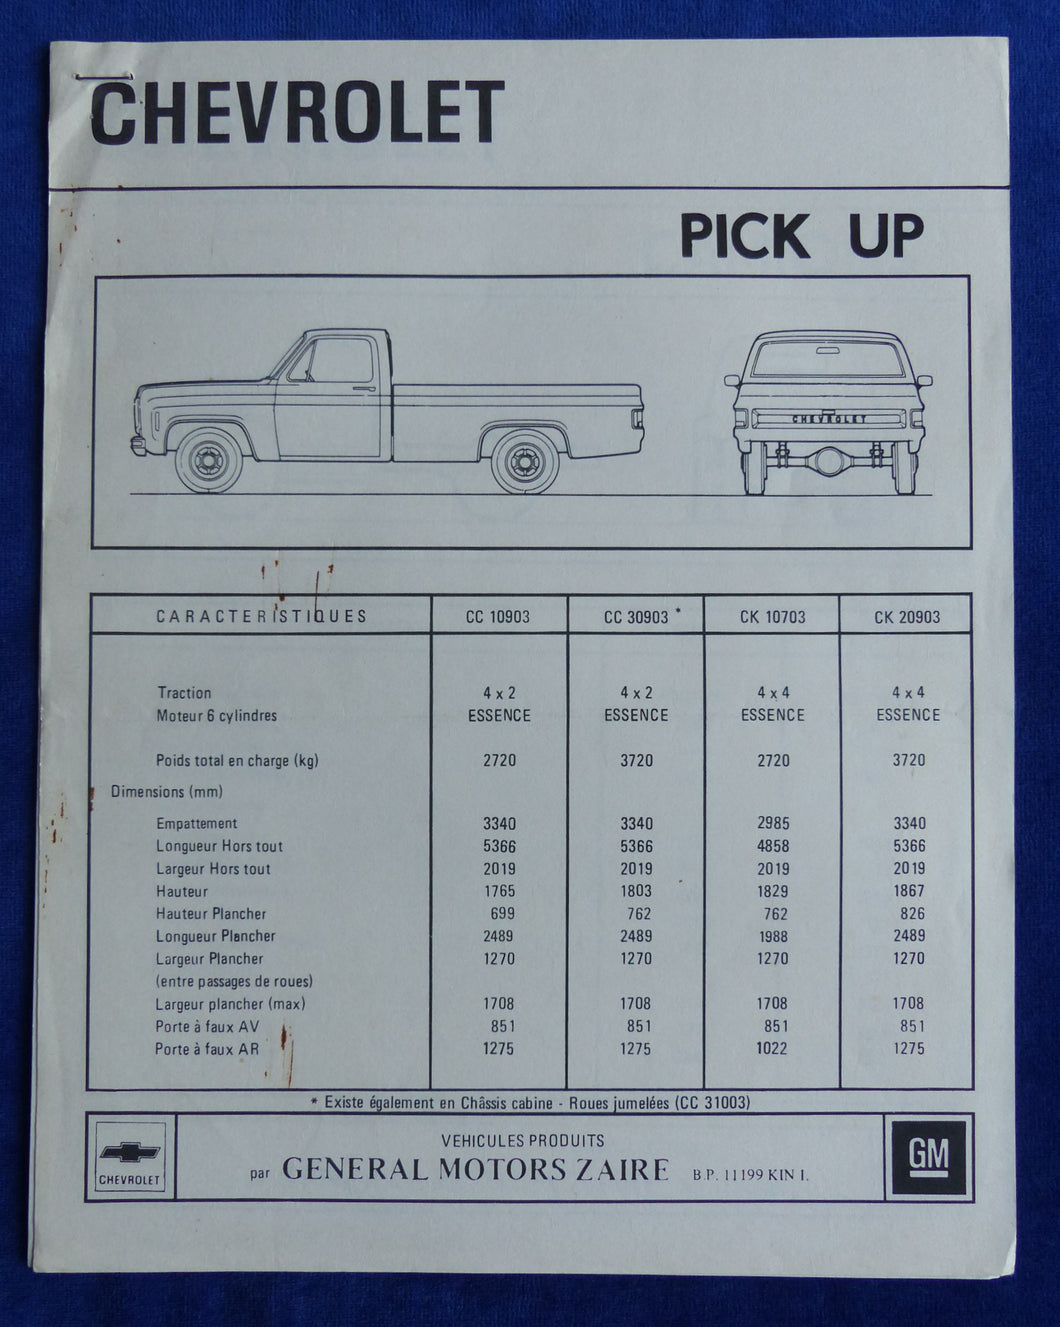 CHEVROLET
PICK UP
CHEVROLET
CARACTERISTIQUES CC 10903 CC 30903 * CK 10703 CK 20903
Traction 4 x 2 4 x 2 4 x 4 4 x 4
Moteur 6 cylindres ESSENCE ESSENCE ESSENCE ESSENCE
Poids total en charge (kg) 2720 3720 2720 3720
Dimensions (mm)
Empattement 3340 3340 2985 3340
Longueur Hors tout 5366 5366 4858 5366
Largeur Hors tout 2019 2019 2019 2019
Hauteur 1765 1803 1829 1867
Hauteur Plancher 699 762 762 826
Longueur Plancher 2489 2489 1988 2489
Largeur Plancher 1270 1270 1270 1270
(entre passages de roues)
Largeur plancher (max) 1708 1708 1708 1708
Porte à faux AV 851 851 851 851
Porte à faux AR 1275 1275 1022 1275
* Existe également en Châssis cabine - Roues jumelées (CC 31003)
CHEVROLET
VEHICULES PRODUITS
par GENERAL MOTORS ZAIRE B.P. 11199 KIN I.
GM